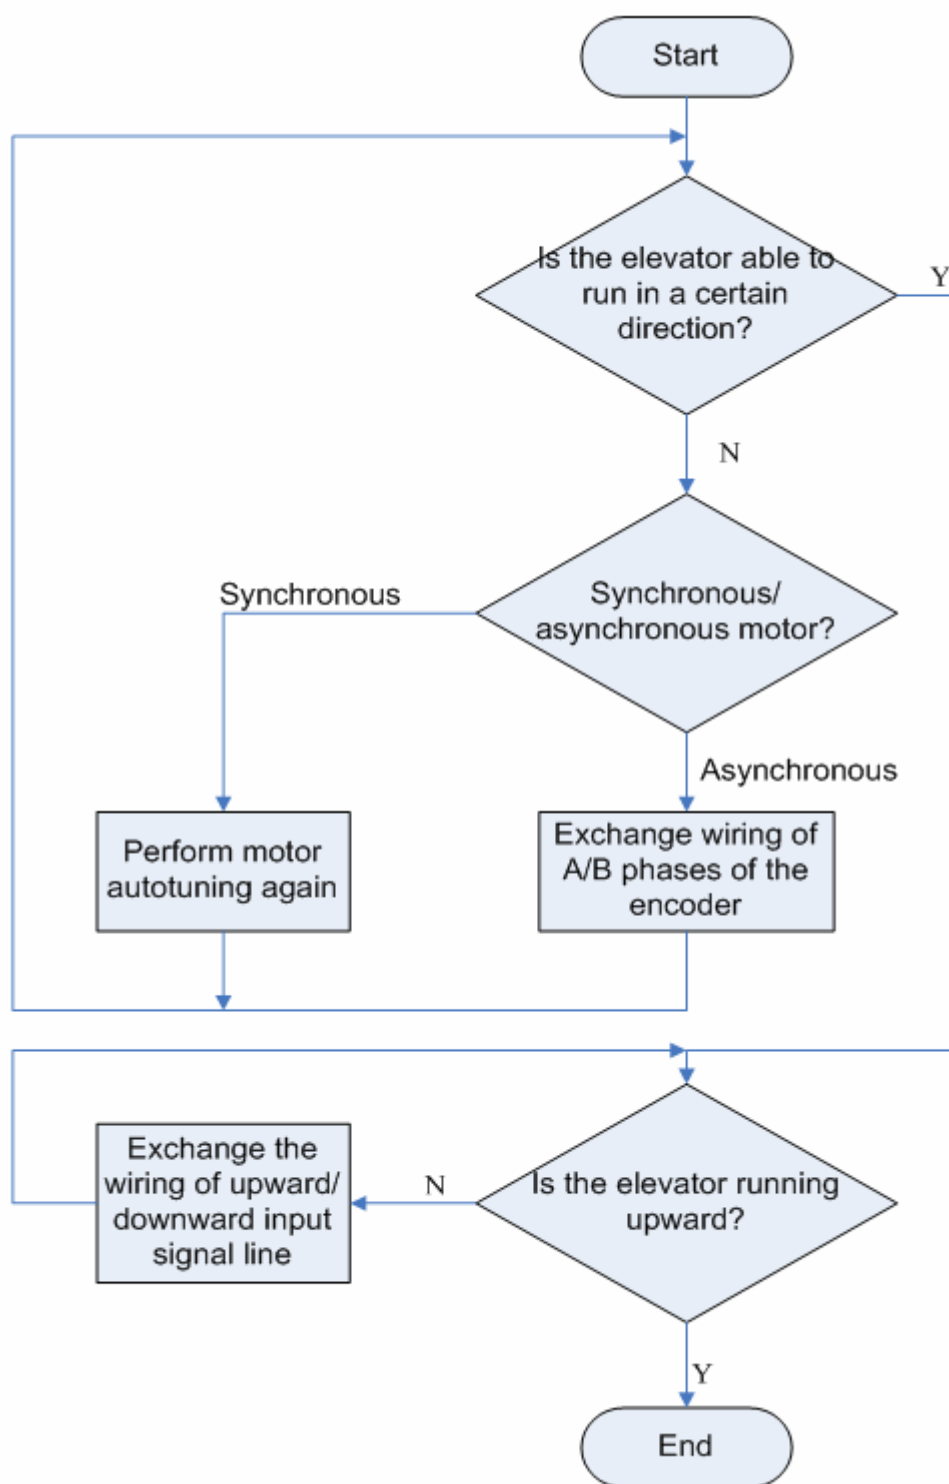 Start
Is the elevator able to
run in a certain
direction?
Y
N
Synchronous
Synchronous/
asynchronous motor?
Asynchronous
Perform motor
autotuning again
Exchange wiring of
A/B phases of the
encoder
Exchange the
wiring of upward/
downward input
signal line
N
Is the elevator running
upward?
Y
End